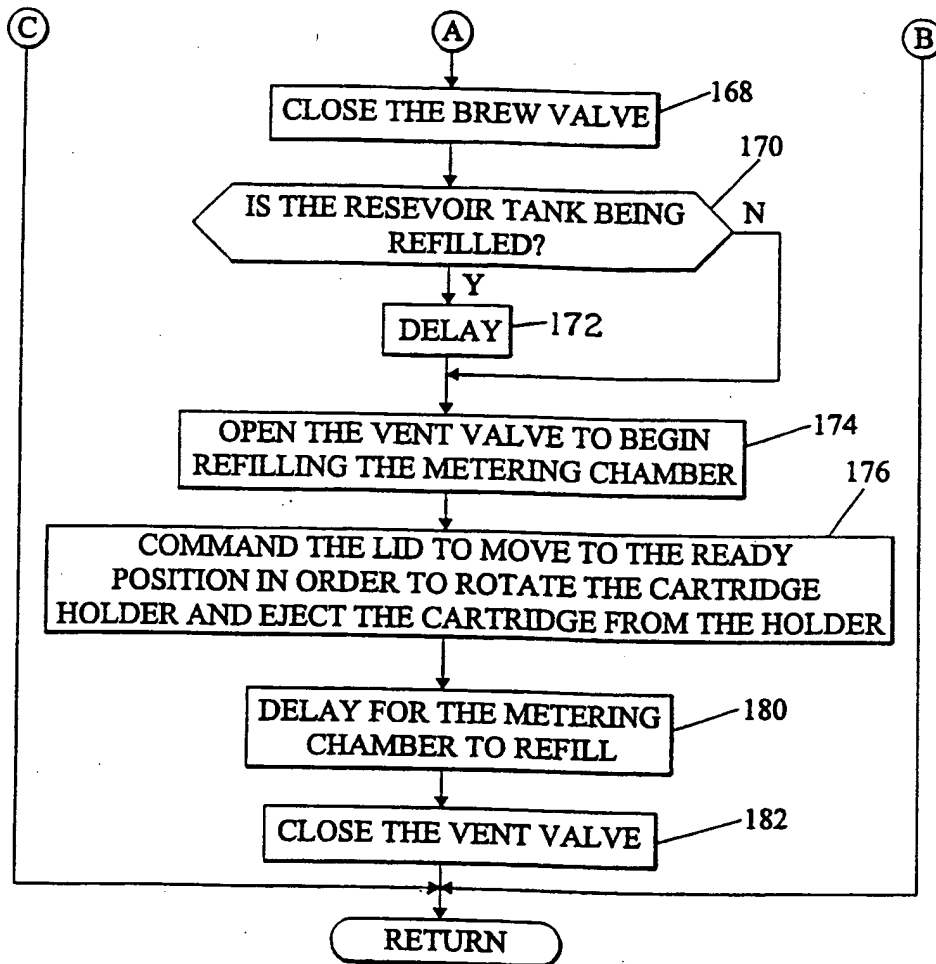 C
A
B
CLOSE THE BREW VALVE
168
170
IS THE RESEVOIR TANK BEING
REFILLED?
N
Y
DELAY
172
OPEN THE VENT VALVE TO BEGIN
REFILLING THE METERING CHAMBER
174
176
COMMAND THE LID TO MOVE TO THE READY
POSITION IN ORDER TO ROTATE THE CARTRIDGE
HOLDER AND EJECT THE CARTRIDGE FROM THE HOLDER
DELAY FOR THE METERING
CHAMBER TO REFILL
180
CLOSE THE VENT VALVE
182
RETURN